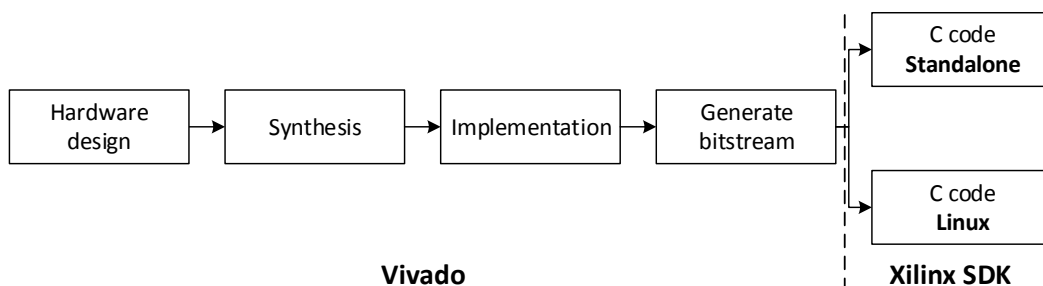 Hardware
design
Synthesis
Implementation
Generate
bitstream
C code
Standalone
C code
Linux
Vivado
Xilinx SDK